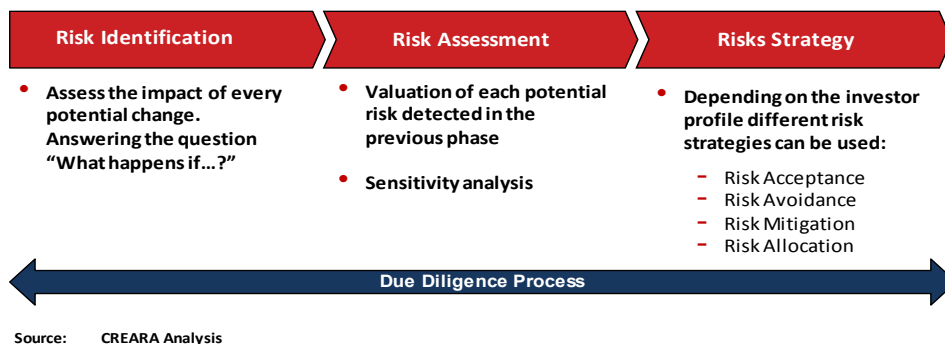 Risk Identification
Risk Assessment
Risks Strategy
• Assess the impact of every
potential change.
Answering the question
“What happens if…?”
• Valuation of each potential
risk detected in the
previous phase
• Sensitivity analysis
• Depending on the investor
profile different risk
strategies can be used:
– Risk Acceptance
– Risk Avoidance
– Risk Mitigation
– Risk Allocation
Due Diligence Process
Source: CREARA Analysis